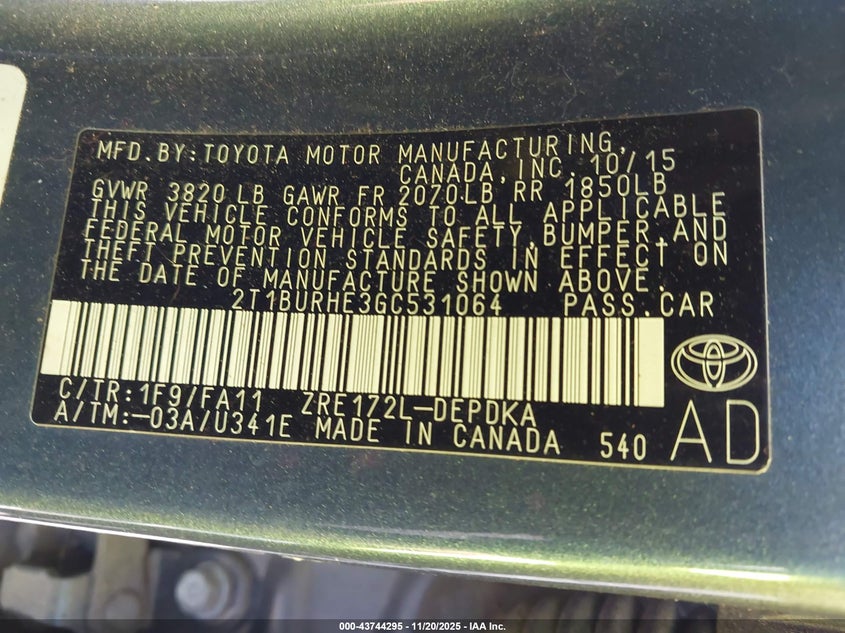 MFD.BY:TOYOTA MOTOR MANUFACTURING,
CANADA,INC. 10/15
GVWR 3820 LB GAWR FR 2070LB RR 1850LB
THIS VEHICLE CONFORMS TO ALL APPLICABLE
FEDERAL MOTOR VEHICLE SAFETY,BUMPER,AND
THEFT PREVENTION STANDARDS IN EFFECT ON
THE DATE OF MANUFACTURE SHOWN ABOVE.
2T1BURHE3GC531064 PASS.CAR
C/TR:1F9/FA11 ZRE172L-DEPDKA
A/TM:-03A/U341E MADE IN CANADA 540
AD
000-43744295 - 11/20/2025 - IAA Inc.